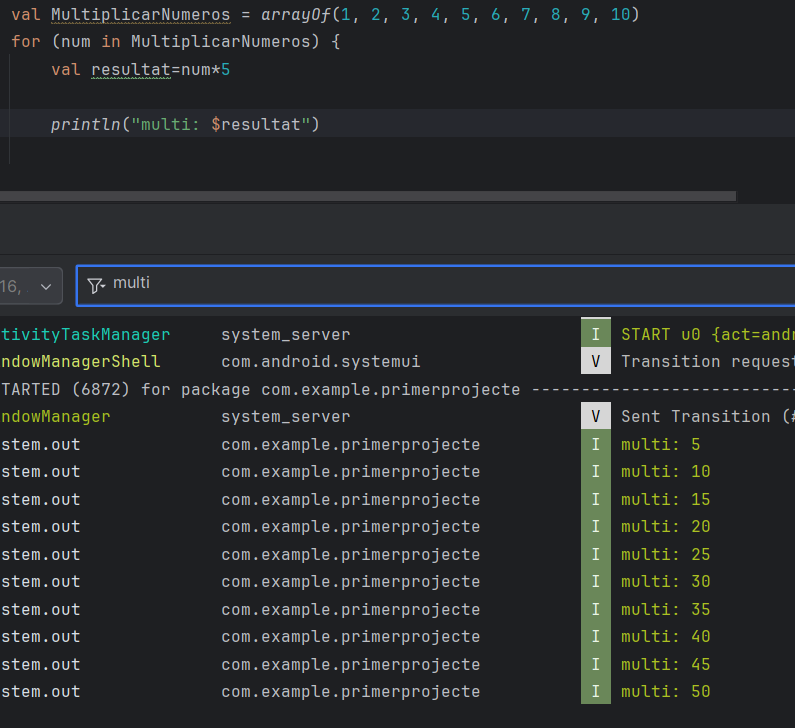 val MultiplicarNumeros = arrayOf(1, 2, 3, 4, 5, 6, 7, 8, 9, 10)
for (num in MultiplicarNumeros) {
val resultat=num*5
println("multi: $resultat")
16,
multi
tivityTaskManager system_server I START u0 {act=andr
ndowManagerShell com.android.systemui V Transition request
TARTED (6872) for package com.example.primerprojecte ---------------------------
ndowManager system_server V Sent Transition (#
stem.out com.example.primerprojecte I multi: 5
stem.out com.example.primerprojecte I multi: 10
stem.out com.example.primerprojecte I multi: 15
stem.out com.example.primerprojecte I multi: 20
stem.out com.example.primerprojecte I multi: 25
stem.out com.example.primerprojecte I multi: 30
stem.out com.example.primerprojecte I multi: 35
stem.out com.example.primerprojecte I multi: 40
stem.out com.example.primerprojecte I multi: 45
stem.out com.example.primerprojecte I multi: 50